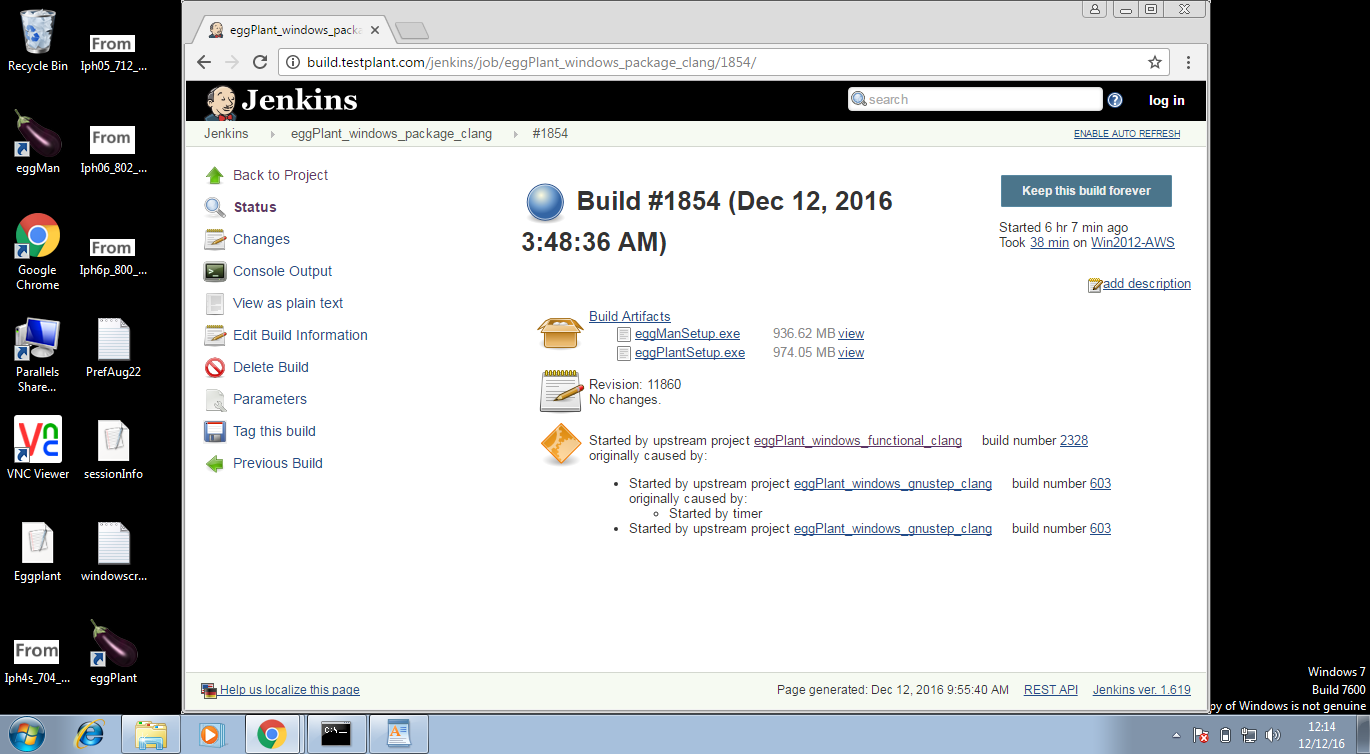 eggPlant_windows_packa
build.testplant.com/jenkins/job/eggPlant_windows_package_clang/1854/
Jenkins
search
log in
Jenkins eggPlant_windows_package_clang #1854
ENABLE AUTO REFRESH
Back to Project
Status
Changes
Console Output
View as plain text
Edit Build Information
Delete Build
Parameters
Tag this build
Previous Build
Build #1854 (Dec 12, 2016
3:48:36 AM)
Keep this build forever
Started 6 hr 7 min ago
Took 38 min on Win2012-AWS
add description
Build Artifacts
eggManSetup.exe 936.62 MB view
eggPlantSetup.exe 974.05 MB view
Revision: 11860
No changes.
Started by upstream project eggPlant_windows_functional_clang build number 2328
originally caused by:
Started by upstream project eggPlant_windows_gnustep_clang build number 603
originally caused by:
Started by timer
Started by upstream project eggPlant_windows_gnustep_clang build number 603
Help us localize this page
Page generated: Dec 12, 2016 9:55:40 AM REST API Jenkins ver. 1.619
Recycle Bin
From
Iph05_712_...
eggMan
From
Iph06_802_...
Google
Chrome
From
Iph6p_800_...
Parallels
Share...
PrefAug22
VNC Viewer
sessionInfo
Eggplant
windowscr...
From
Iph4s_704_...
eggPlant
Windows 7
Build 7600
py of Windows is not genuine
C:\_
12:14
12/12/16